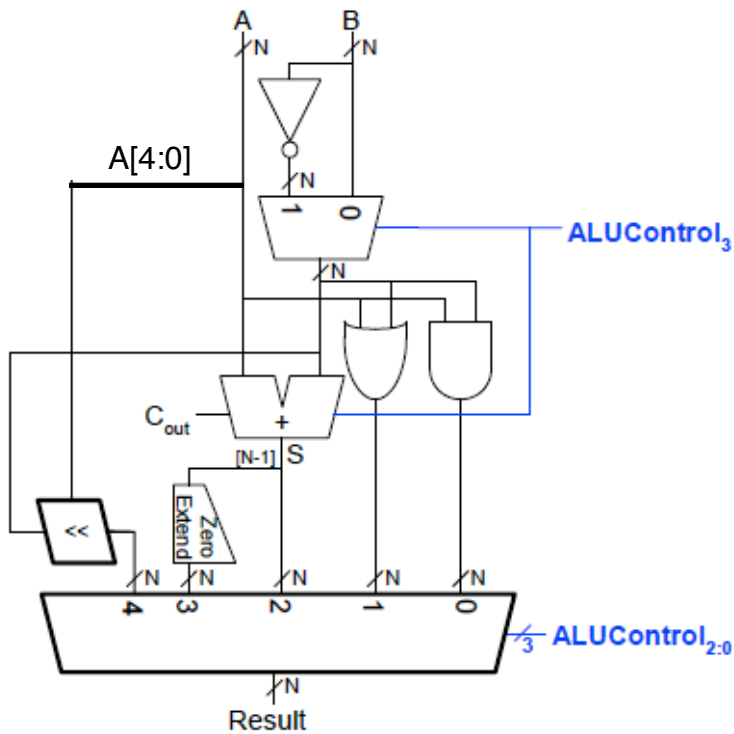 A B
N N
A[4:0]
N
1 0
ALUControl3
N
Cout
+
[N-1] S
Zero Extend
<<
N N N N N
4 3 2 1 0
3 ALUControl2:0
N
Result